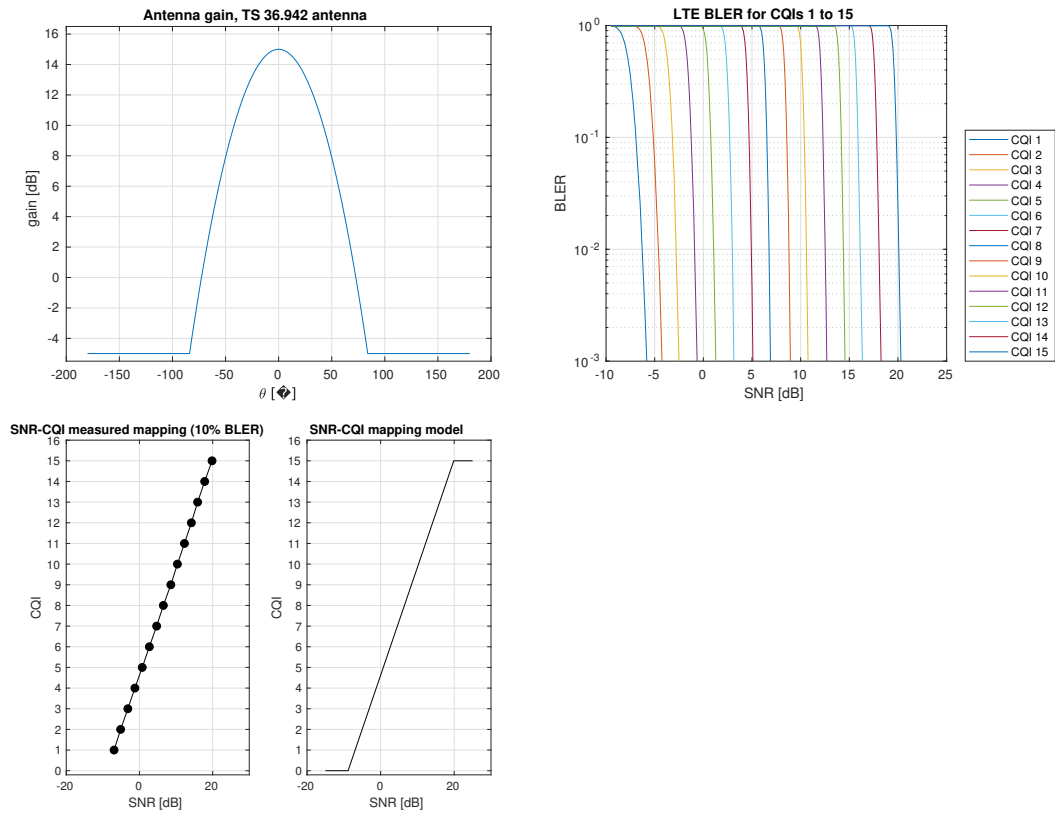 Antenna gain, TS 36.942 antenna
16
14
12
10
8
6
4
2
0
-2
-4
gain [dB]
-200 -150 -100 -50 0 50 100 150 200
θ [�]
LTE BLER for CQIs 1 to 15
10^0
10^-1
10^-2
10^-3
BLER
-10 -5 0 5 10 15 20 25
SNR [dB]
CQI 1
CQI 2
CQI 3
CQI 4
CQI 5
CQI 6
CQI 7
CQI 8
CQI 9
CQI 10
CQI 11
CQI 12
CQI 13
CQI 14
CQI 15
SNR-CQI measured mapping (10% BLER)
16
15
14
13
12
11
10
9
8
7
6
5
4
3
2
1
0
CQI
-20 0 20
SNR [dB]
SNR-CQI mapping model
16
15
14
13
12
11
10
9
8
7
6
5
4
3
2
1
0
CQI
-20 0 20
SNR [dB]